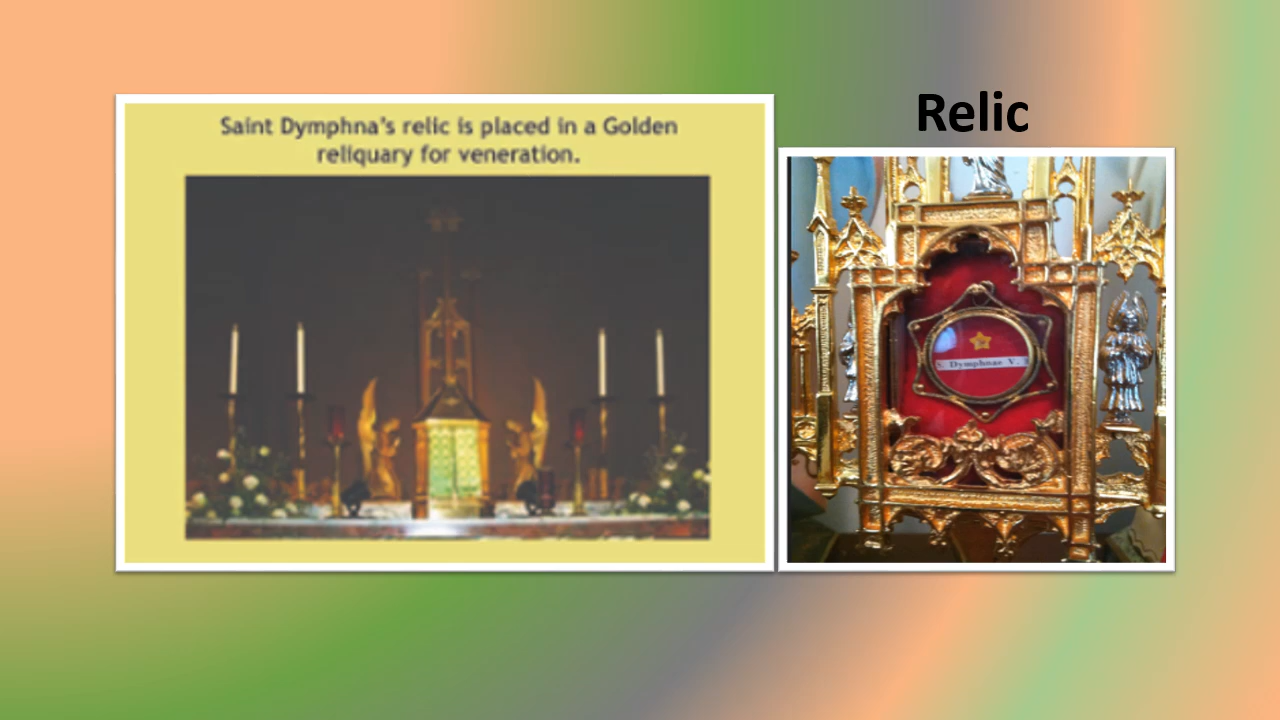 Saint Dymphna's relic is placed in a Golden
reliquary for veneration.
Relic
S. Dymphnae V.